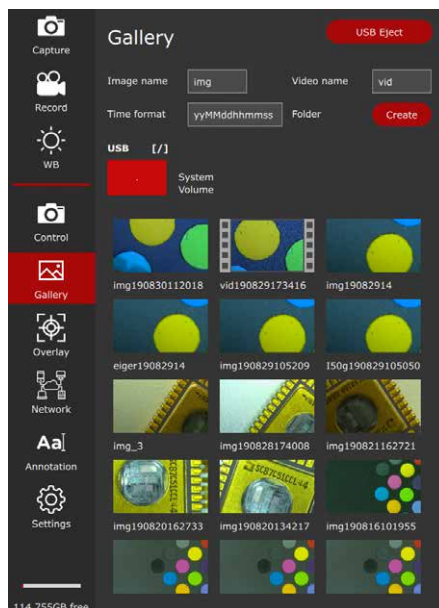 Capture
Record
WB
Control
Gallery
Overlay
Network
Aa
Annotation
Settings
114.755GB free
Gallery
USB Eject
Image name
img
Video name
vid
Time format
yyMMddhhmmss
Folder
Create
USB [/]
.
System
Volume
img190830112018
vid190829173416
img19082914
eiger19082914
img190829105209
I50g190829105050
img_3
img190828174008
img190821162721
img190820162733
img190820134217
img190816101955